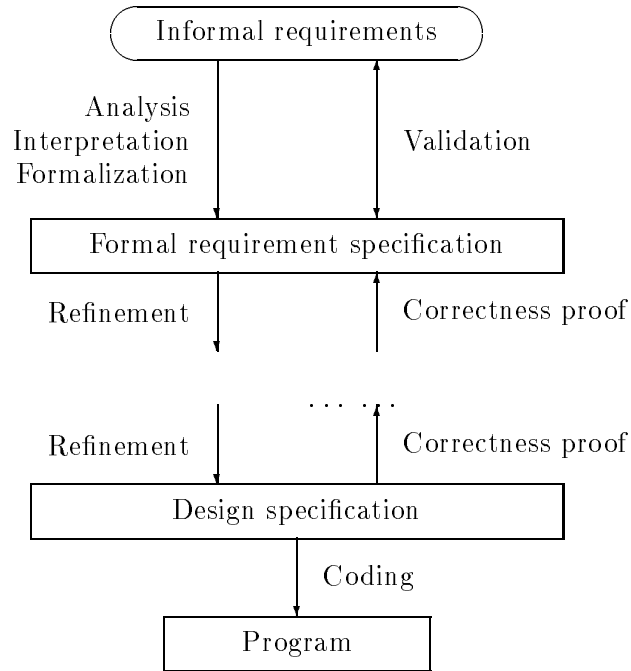 Informal requirements
Analysis
Interpretation
Formalization
Validation
Formal requirement specification
Refinement
Correctness proof
... ...
Refinement
Correctness proof
Design specification
Coding
Program